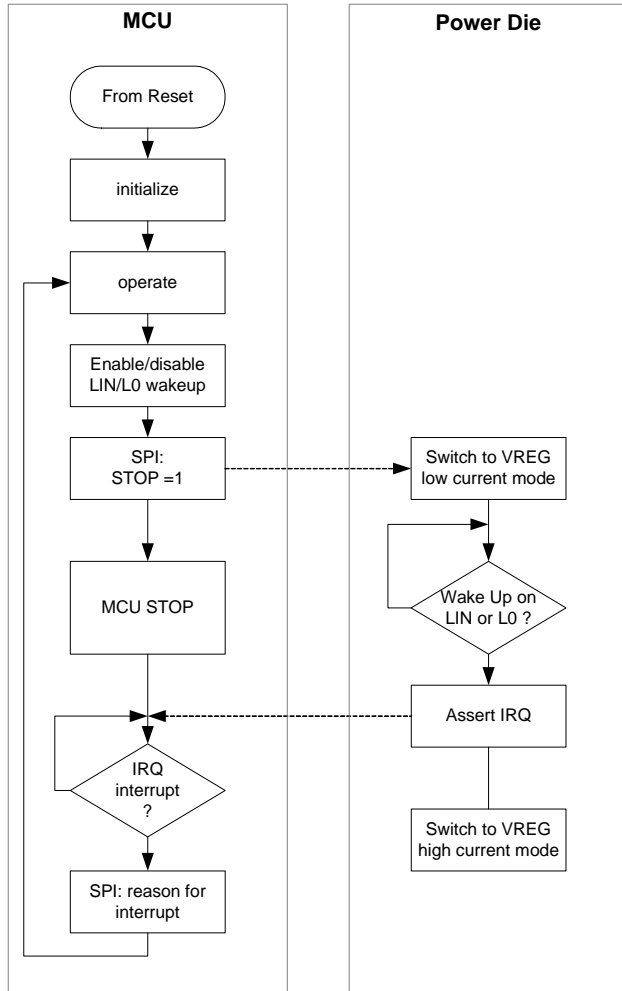 MCU
From Reset
initialize
operate
Enable/disable
LIN/L0 wakeup
SPI:
STOP =1
MCU STOP
IRQ
interrupt
?
SPI: reason for
interrupt
Power Die
Switch to VREG
low current mode
Wake Up on
LIN or L0 ?
Assert IRQ
Switch to VREG
high current mode